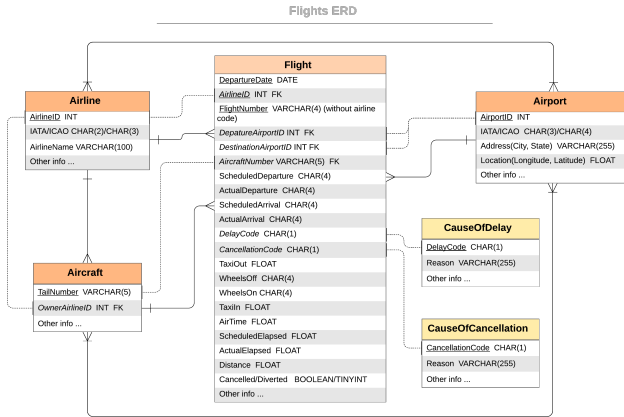 Flights ERD
Airline
AirlineID INT
IATA/ICAO CHAR(2)/CHAR(3)
AirlineName VARCHAR(100)
Other info ...
Flight
DepartureDate DATE
AirlineID INT FK
FlightNumber VARCHAR(4) (without airline
code)
DepatureAirportID INT FK
DestinationAirportID INT FK
AircraftNumber VARCHAR(5) FK
ScheduledDeparture CHAR(4)
ActualDeparture CHAR(4)
ScheduledArrival CHAR(4)
ActualArrival CHAR(4)
DelayCode CHAR(1)
CancellationCode CHAR(1)
TaxiOut FLOAT
WheelsOff CHAR(4)
WheelsOn CHAR(4)
TaxiIn FLOAT
AirTime FLOAT
ScheduledElapsed FLOAT
ActualElapsed FLOAT
Distance FLOAT
Cancelled/Diverted BOOLEAN/TINYINT
Other info ...
Airport
AirportID INT
IATA/ICAO CHAR(3)/CHAR(4)
Address(City, State) VARCHAR(255)
Location(Longitude, Latitude) FLOAT
Other info ...
Aircraft
TailNumber VARCHAR(5)
OwnerAirlineID INT FK
Other info ...
CauseOfDelay
DelayCode CHAR(1)
Reason VARCHAR(255)
Other info ...
CauseOfCancellation
CancellationCode CHAR(1)
Reason VARCHAR(255)
Other info ...